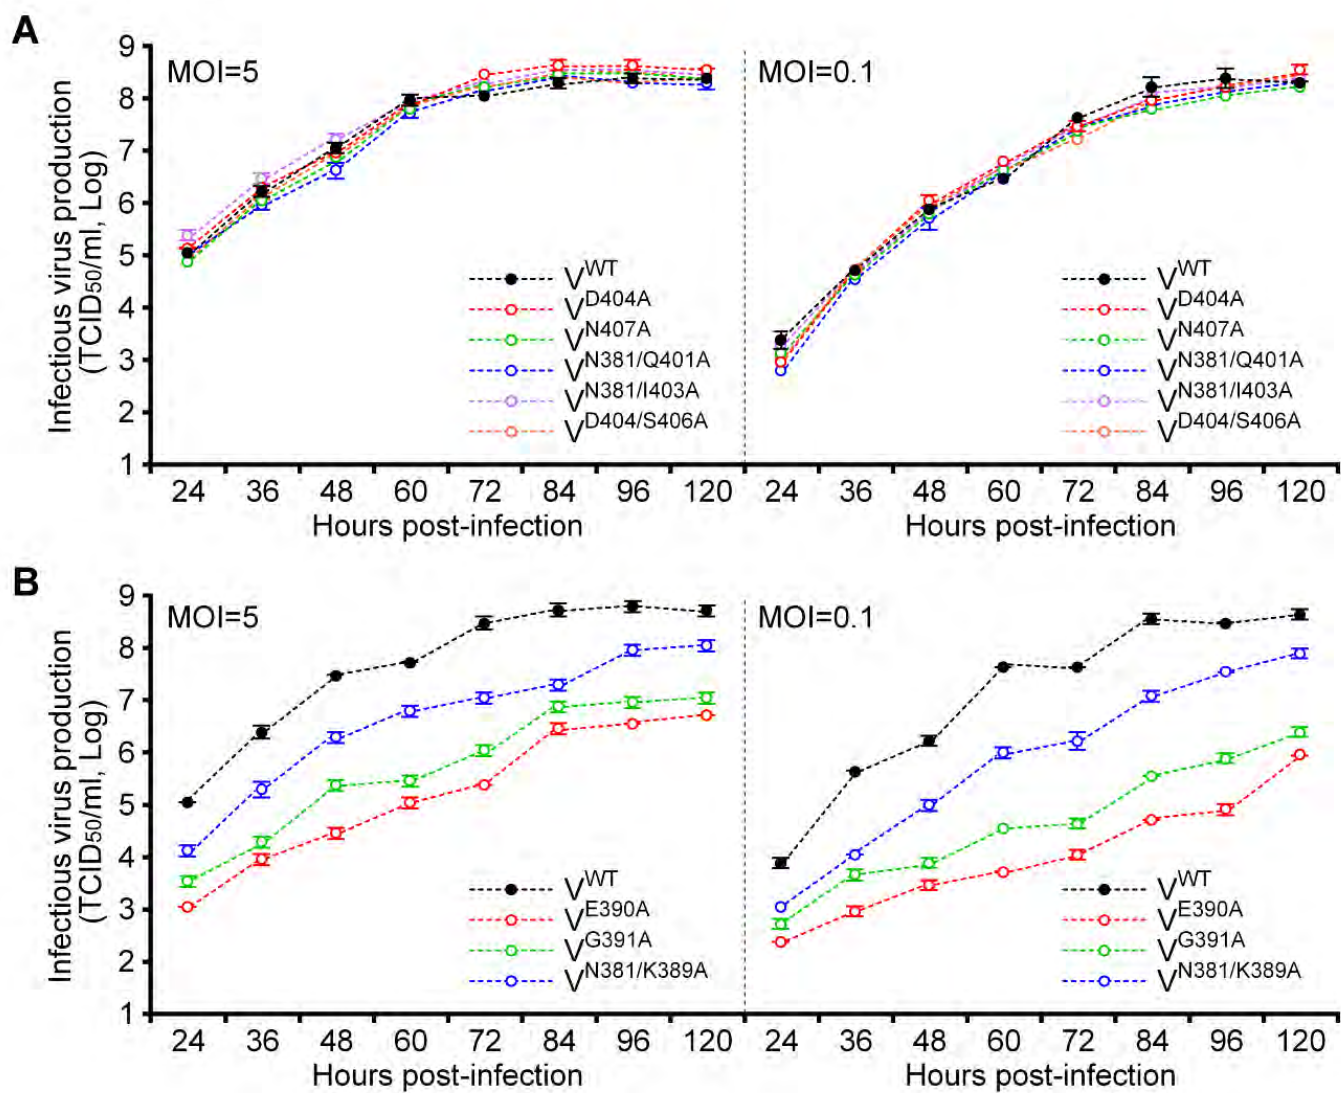 A
Infectious virus production
(TCID50/ml, Log)
9
8
7
6
5
4
3
2
1
MOI=5
V^WT
V^D404A
V^N407A
V^N381/Q401A
V^N381/I403A
V^D404/S406A
24 36 48 60 72 84 96 120
Hours post-infection
MOI=0.1
V^WT
V^D404A
V^N407A
V^N381/Q401A
V^N381/I403A
V^D404/S406A
24 36 48 60 72 84 96 120
Hours post-infection
B
Infectious virus production
(TCID50/ml, Log)
9
8
7
6
5
4
3
2
1
MOI=5
V^WT
V^E390A
V^G391A
V^N381/K389A
24 36 48 60 72 84 96 120
Hours post-infection
MOI=0.1
V^WT
V^E390A
V^G391A
V^N381/K389A
24 36 48 60 72 84 96 120
Hours post-infection